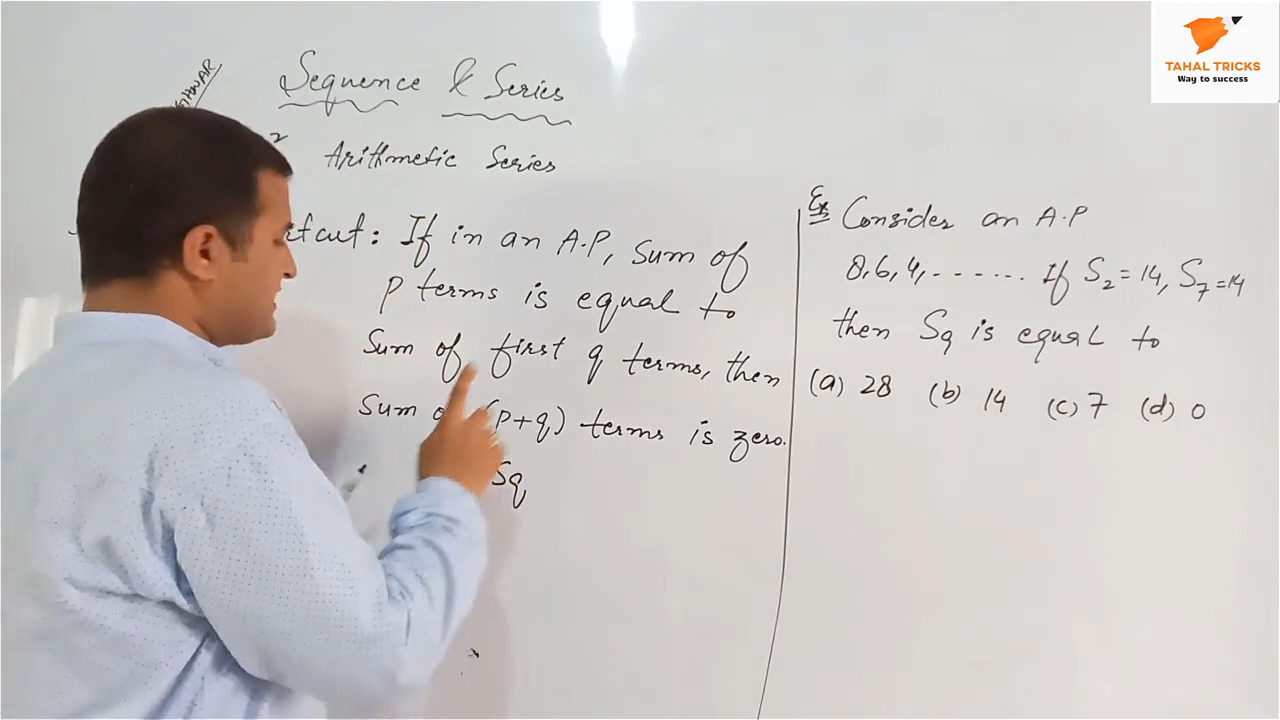 Sequence & Series
2
Arithmetic Series
: If in an A.P, Sum of
p terms is equal to
Sum of first q terms, then
Sum (p+q) terms is zero.
Sq
Ex Consider an A.P
8,6,4,....... If S2=14, S7=14
then S9 is equal to
(a) 28 (b) 14 (c) 7 (d) 0
TAHAL TRICKS
Way to success